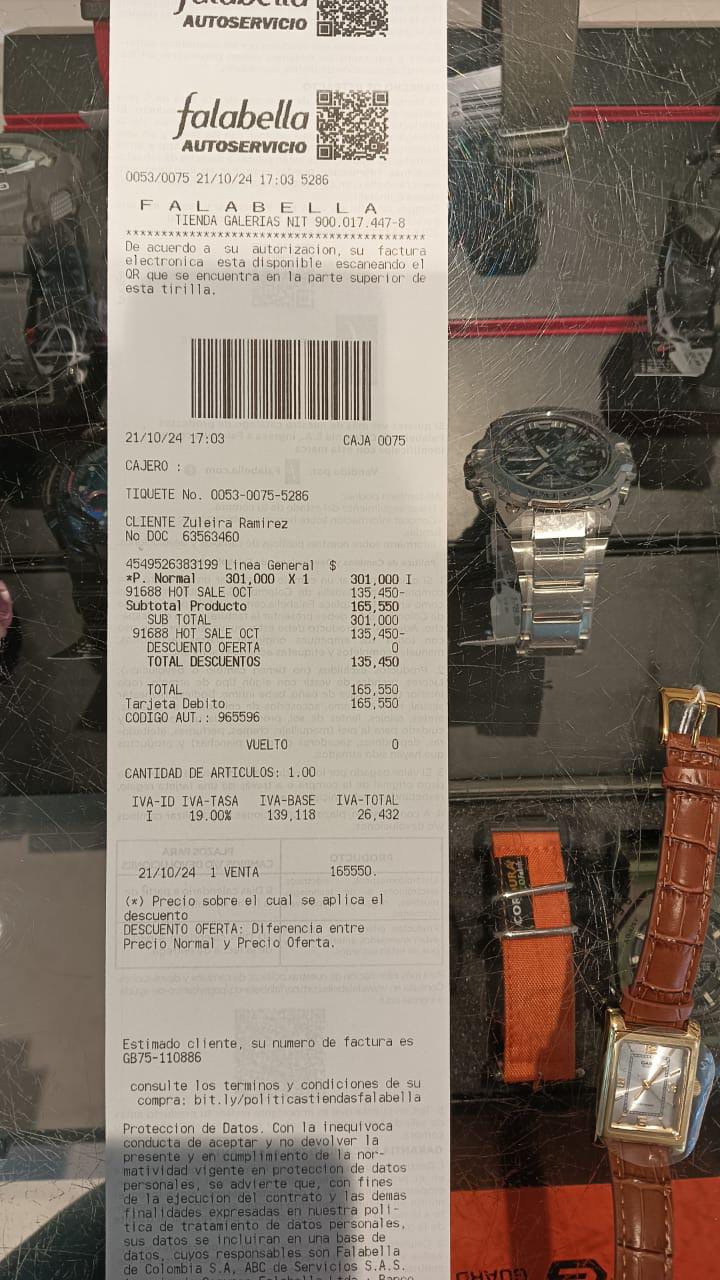 falabella
AUTOSERVICIO
falabella
AUTOSERVICIO
0053/0075 21/10/24 17:03 5286
F A L A B E L L A
TIENDA GALERIAS NIT 900.017.447-8
******************************************
De acuerdo a su autorizacion, su factura
electronica esta disponible escaneando el
QR que se encuentra en la parte superior de
esta tirilla.
21/10/24 17:03 CAJA 0075
CAJERO :
TIQUETE No. 0053-0075-5286
CLIENTE Zuleira Ramirez
No DOC 63563460
4549526383199 Linea General $
*P. Normal 301,000 X 1 301,000 I
91688 HOT SALE OCT 135,450-
Subtotal Producto 165,550
SUB TOTAL 301,000
91688 HOT SALE OCT 135,450-
DESCUENTO OFERTA 0
TOTAL DESCUENTOS 135,450
TOTAL 165,550
Tarjeta Debito 165,550
CODIGO AUT.: 965596
VUELTO 0
CANTIDAD DE ARTICULOS: 1.00
IVA-ID IVA-TASA IVA-BASE IVA-TOTAL
I 19.00% 139,118 26,432
21/10/24 1 VENTA 165550.
(*) Precio sobre el cual se aplica el
descuento
DESCUENTO OFERTA: Diferencia entre
Precio Normal y Precio Oferta.
Estimado cliente, su numero de factura es
GB75-110886
consulte los terminos y condiciones de su
compra: bit.ly/politicastiendasfalabella
Proteccion de Datos. Con la inequivoca
conducta de aceptar y no devolver la
presente y en cumplimiento de la nor-
matividad vigente en proteccion de datos
personales, se advierte que, con fines
de la ejecucion del contrato y las demas
finalidades expresadas en nuestra poli-
tica de tratamiento de datos personales,
sus datos se incluiran en una base de
datos, cuyos responsables son Falabella
de Colombia S.A, ABC de Servicios S.A.S.
CORDURA